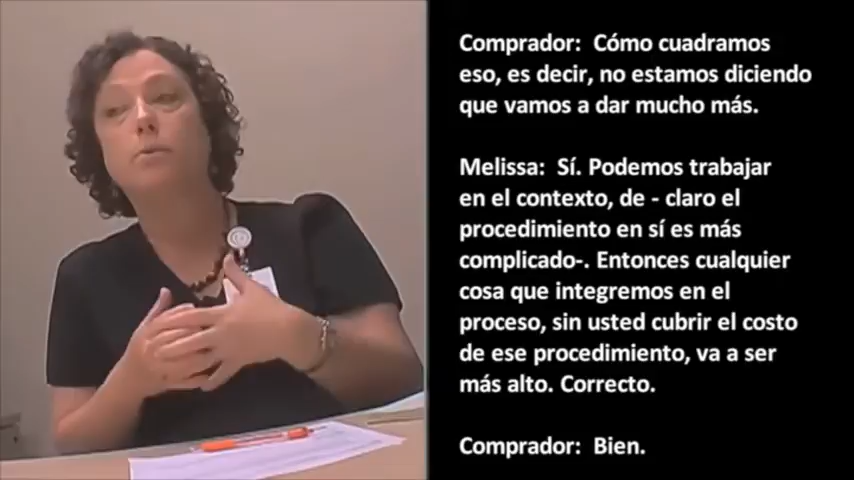 Comprador:  Cómo cuadramos
eso, es decir, no estamos diciendo
que vamos a dar mucho más.
Melissa:  Sí. Podemos trabajar
en el contexto, de - claro el
procedimiento en sí es más
complicado-. Entonces cualquier
cosa que integremos en el
proceso, sin usted cubrir el costo
de ese procedimiento, va a ser
más alto. Correcto.
Comprador:  Bien.